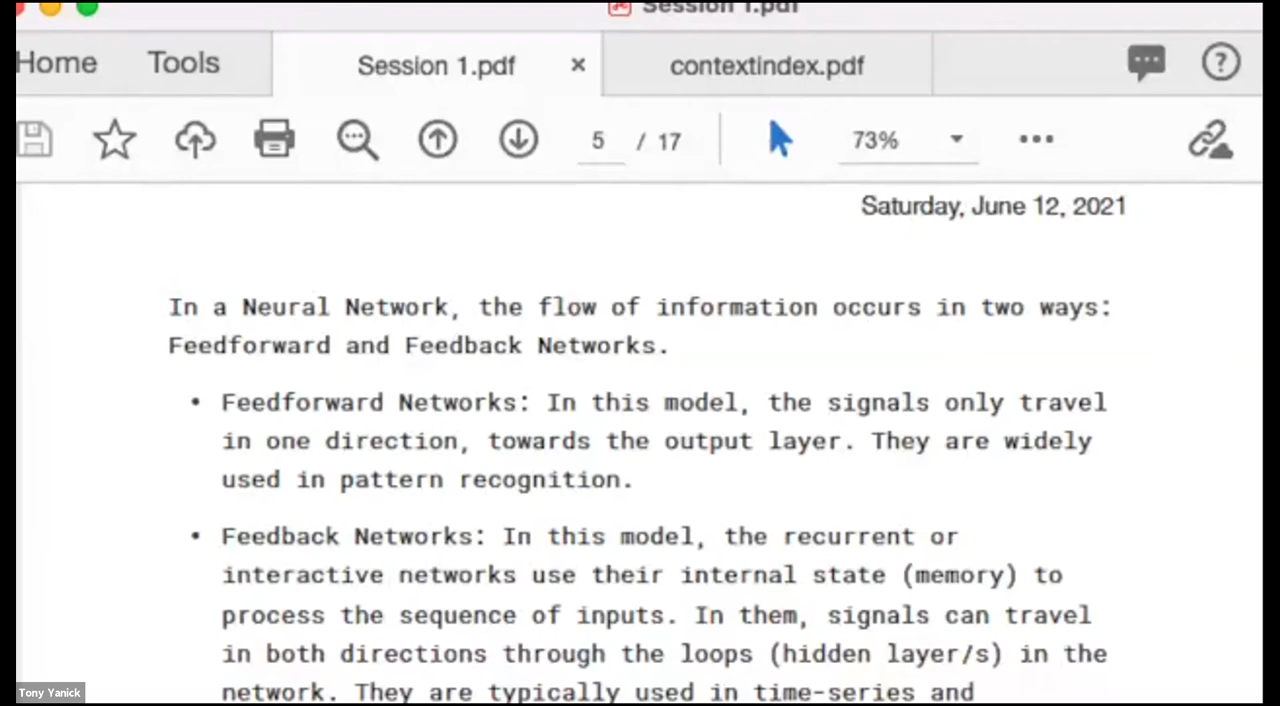 Session 1.pdf
Home Tools Session 1.pdf × contextindex.pdf ?
5 / 17 73%
Saturday, June 12, 2021
In a Neural Network, the flow of information occurs in two ways:
Feedforward and Feedback Networks.
• Feedforward Networks: In this model, the signals only travel
in one direction, towards the output layer. They are widely
used in pattern recognition.
• Feedback Networks: In this model, the recurrent or
interactive networks use their internal state (memory) to
process the sequence of inputs. In them, signals can travel
in both directions through the loops (hidden layer/s) in the
network. They are typically used in time-series and
Tony Yanick